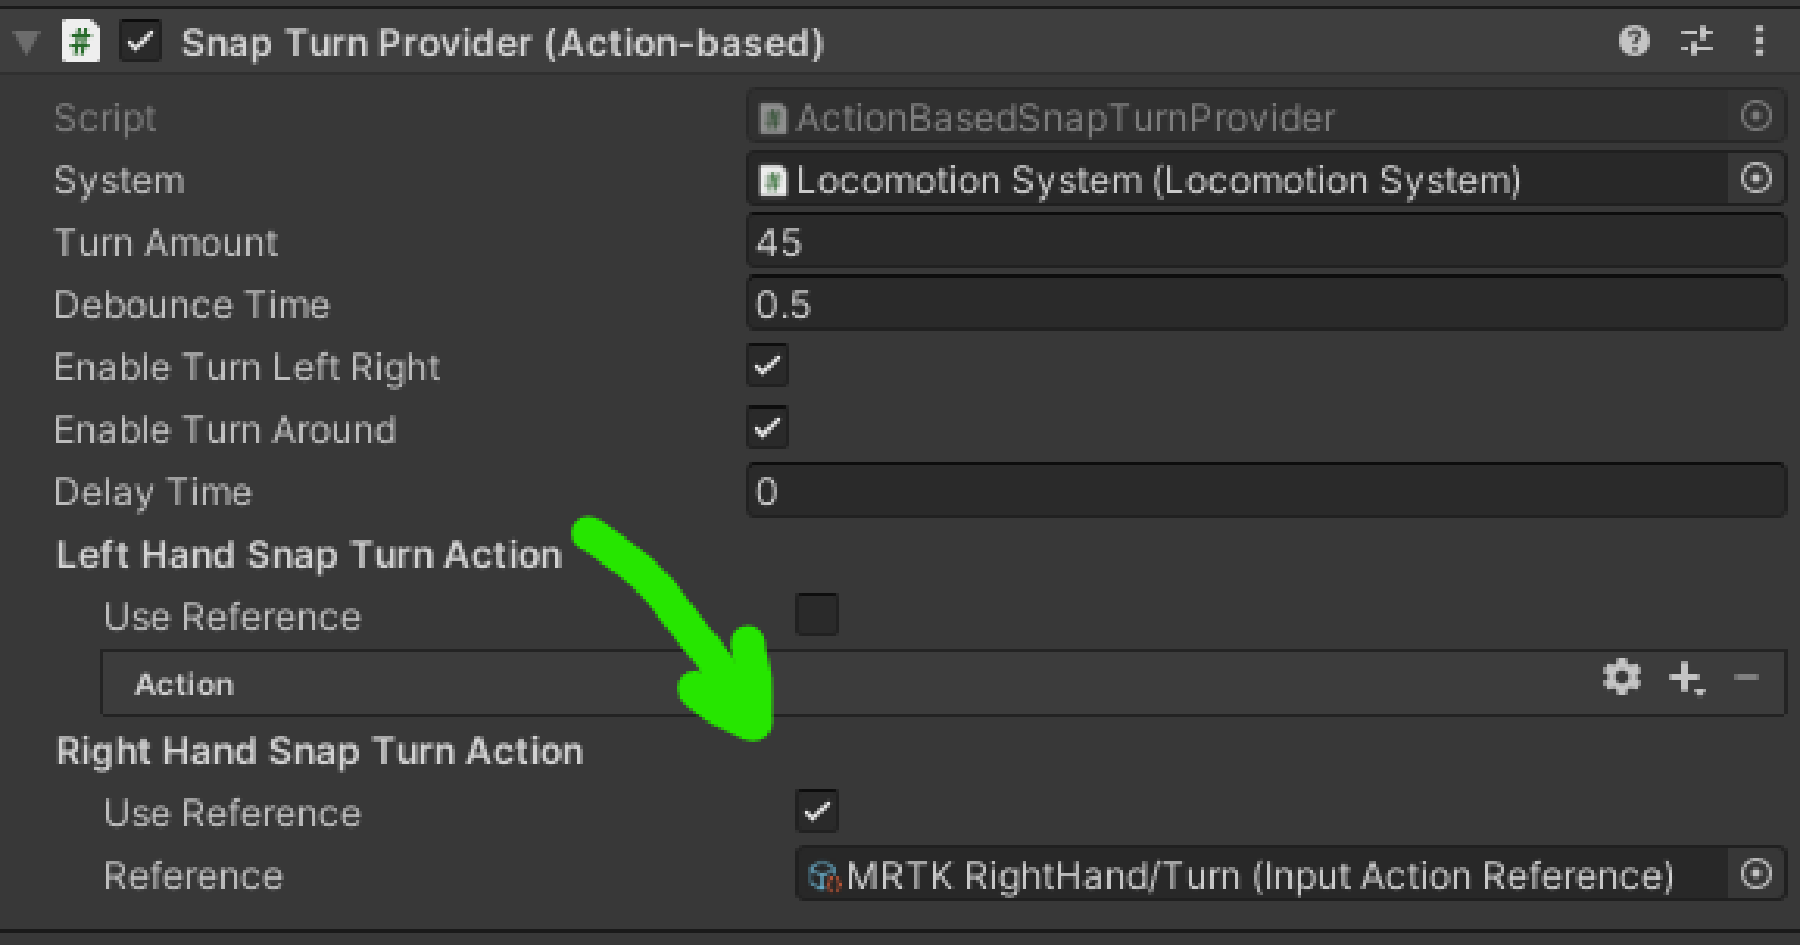 Snap Turn Provider (Action-based)
Script ActionBasedSnapTurnProvider
System Locomotion System (Locomotion System)
Turn Amount 45
Debounce Time 0.5
Enable Turn Left Right
Enable Turn Around
Delay Time 0
Left Hand Snap Turn Action
Use Reference
Action
Right Hand Snap Turn Action
Use Reference
Reference MRTK RightHand/Turn (Input Action Reference)